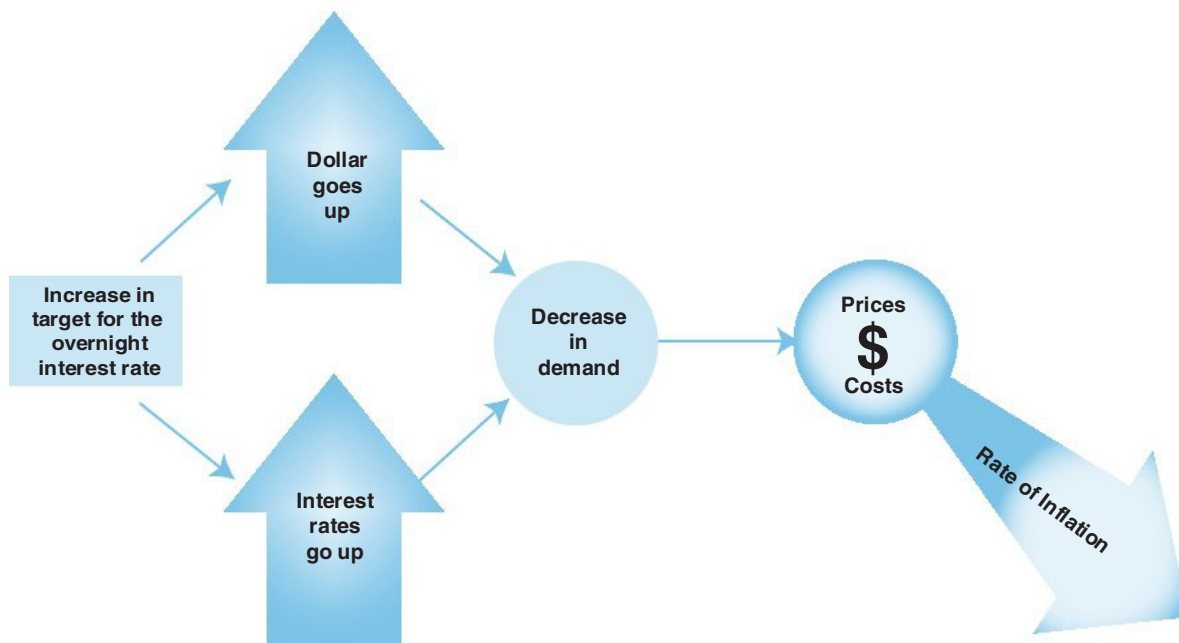 Increase in
target for the
overnight
interest rate
Dollar
goes
up
Interest
rates
go up
Decrease
in
demand
Prices
$
Costs
Rate of Inflation